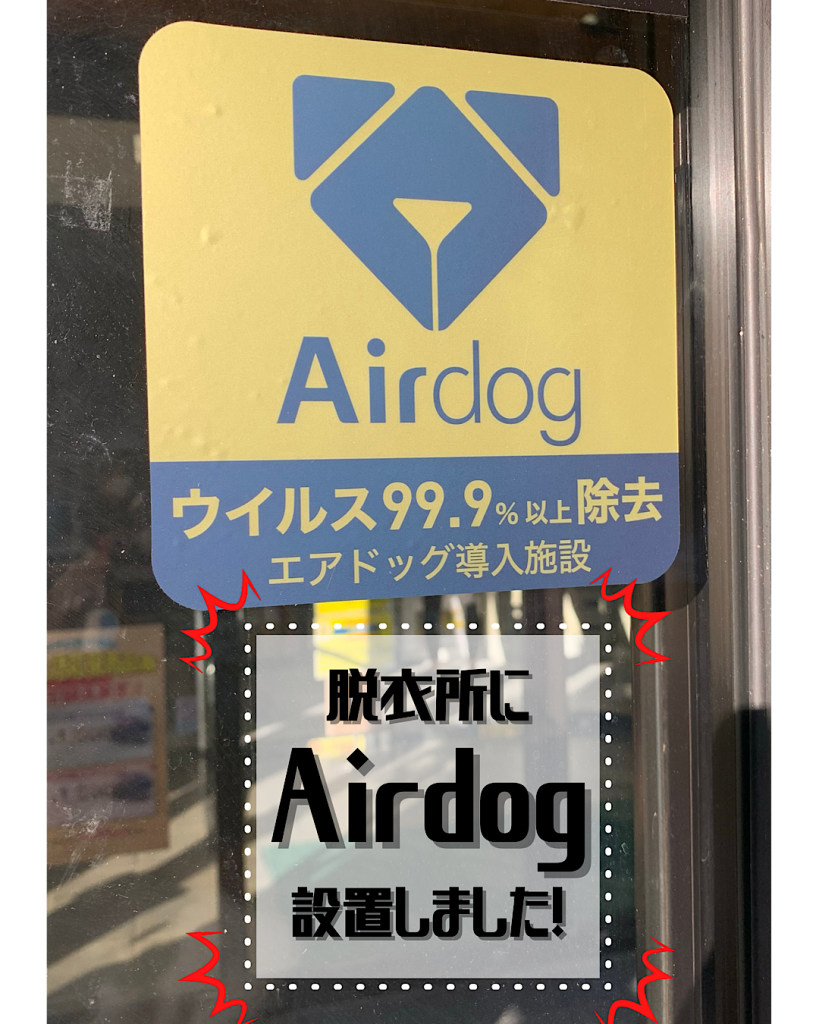 Airdog
ウイルス99.9%以上除去
エアドッグ導入施設
脱衣所に
Airdog
設置しました!